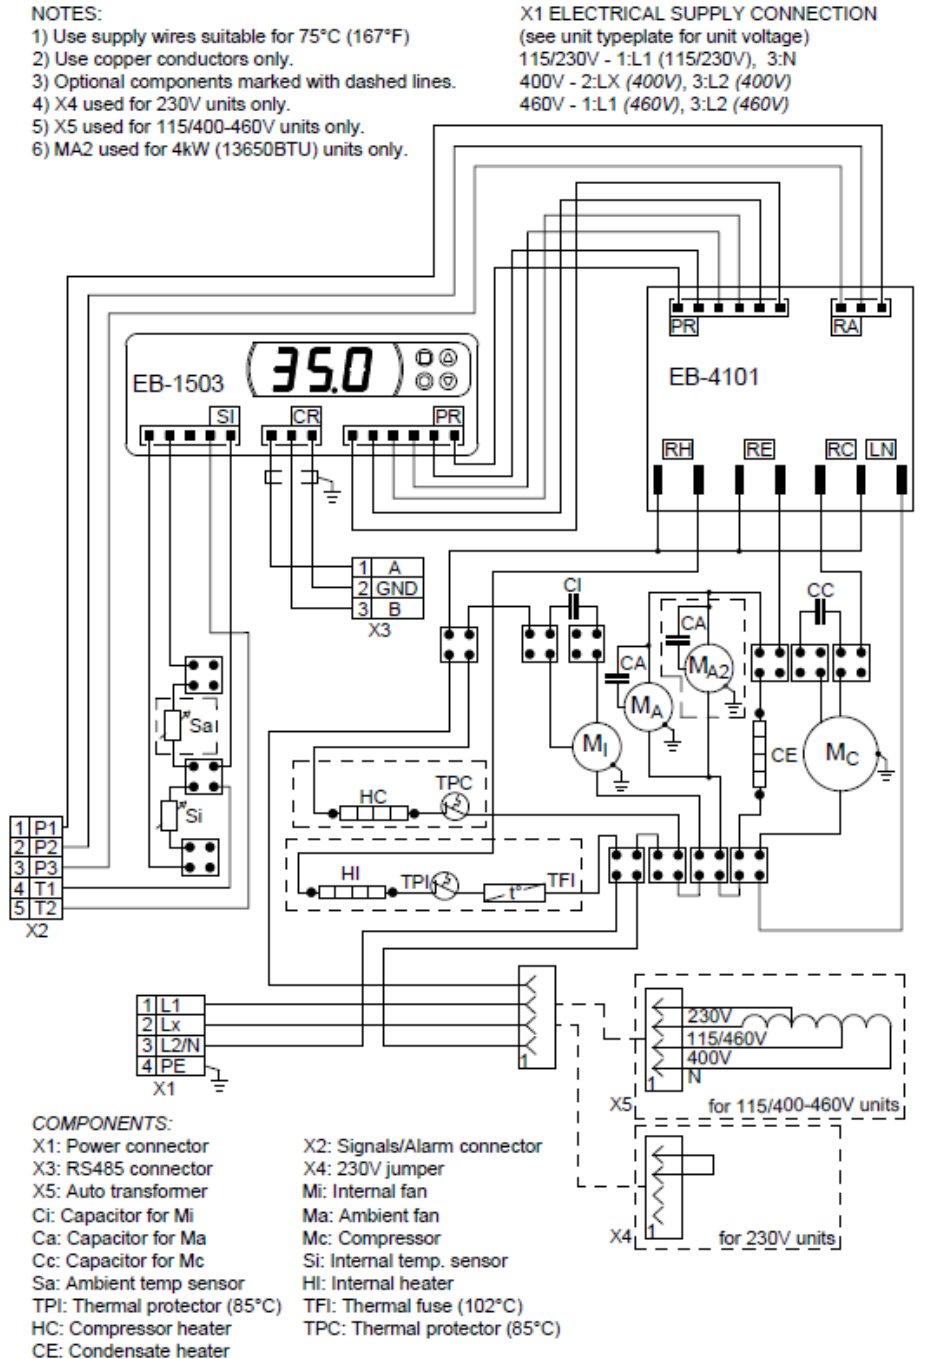 NOTES:
1) Use supply wires suitable for 75°C (167°F)
2) Use copper conductors only.
3) Optional components marked with dashed lines.
4) X4 used for 230V units only.
5) X5 used for 115/400-460V units only.
6) MA2 used for 4kW (13650BTU) units only.
X1 ELECTRICAL SUPPLY CONNECTION
(see unit typeplate for unit voltage)
115/230V - 1:L1 (115/230V), 3:N
400V - 2:LX (400V), 3:L2 (400V)
460V - 1:L1 (460V), 3:L2 (460V)
PR
RA
EB-4101
RH
RE
RC
LN
EB-1503
35.0
SI
CR
PR
1 A
2 GND
3 B
X3
CI
CC
CA
CA
MA2
MA
MI
CE
MC
Sa
Si
HC
TPC
HI
TPI
t°
TFI
1 P1
2 P2
3 P3
4 T1
5 T2
X2
1 L1
2 Lx
3 L2/N
4 PE
X1
1
230V
115/460V
400V
N
1
X5
for 115/400-460V units
1
X4
for 230V units
COMPONENTS:
X1: Power connector
X3: RS485 connector
X5: Auto transformer
Ci: Capacitor for Mi
Ca: Capacitor for Ma
Cc: Capacitor for Mc
Sa: Ambient temp sensor
TPI: Thermal protector (85°C)
HC: Compressor heater
CE: Condensate heater
X2: Signals/Alarm connector
X4: 230V jumper
Mi: Internal fan
Ma: Ambient fan
Mc: Compressor
Si: Internal temp. sensor
HI: Internal heater
TFI: Thermal fuse (102°C)
TPC: Thermal protector (85°C)